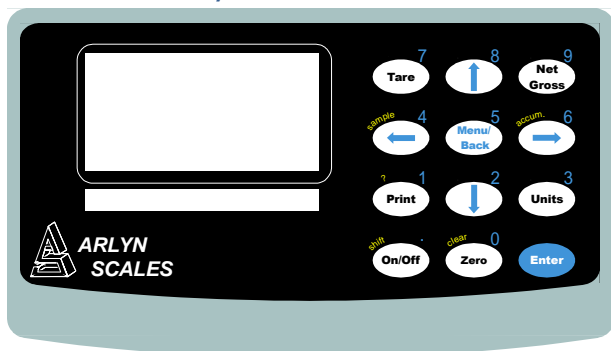 7 8 9
Tare Net
Gross
sample 4 5 accum. 6
Menu/
Back
? 1 2 3
Print Units
shift . clear 0
On/Off Zero Enter
ARLYN
SCALES